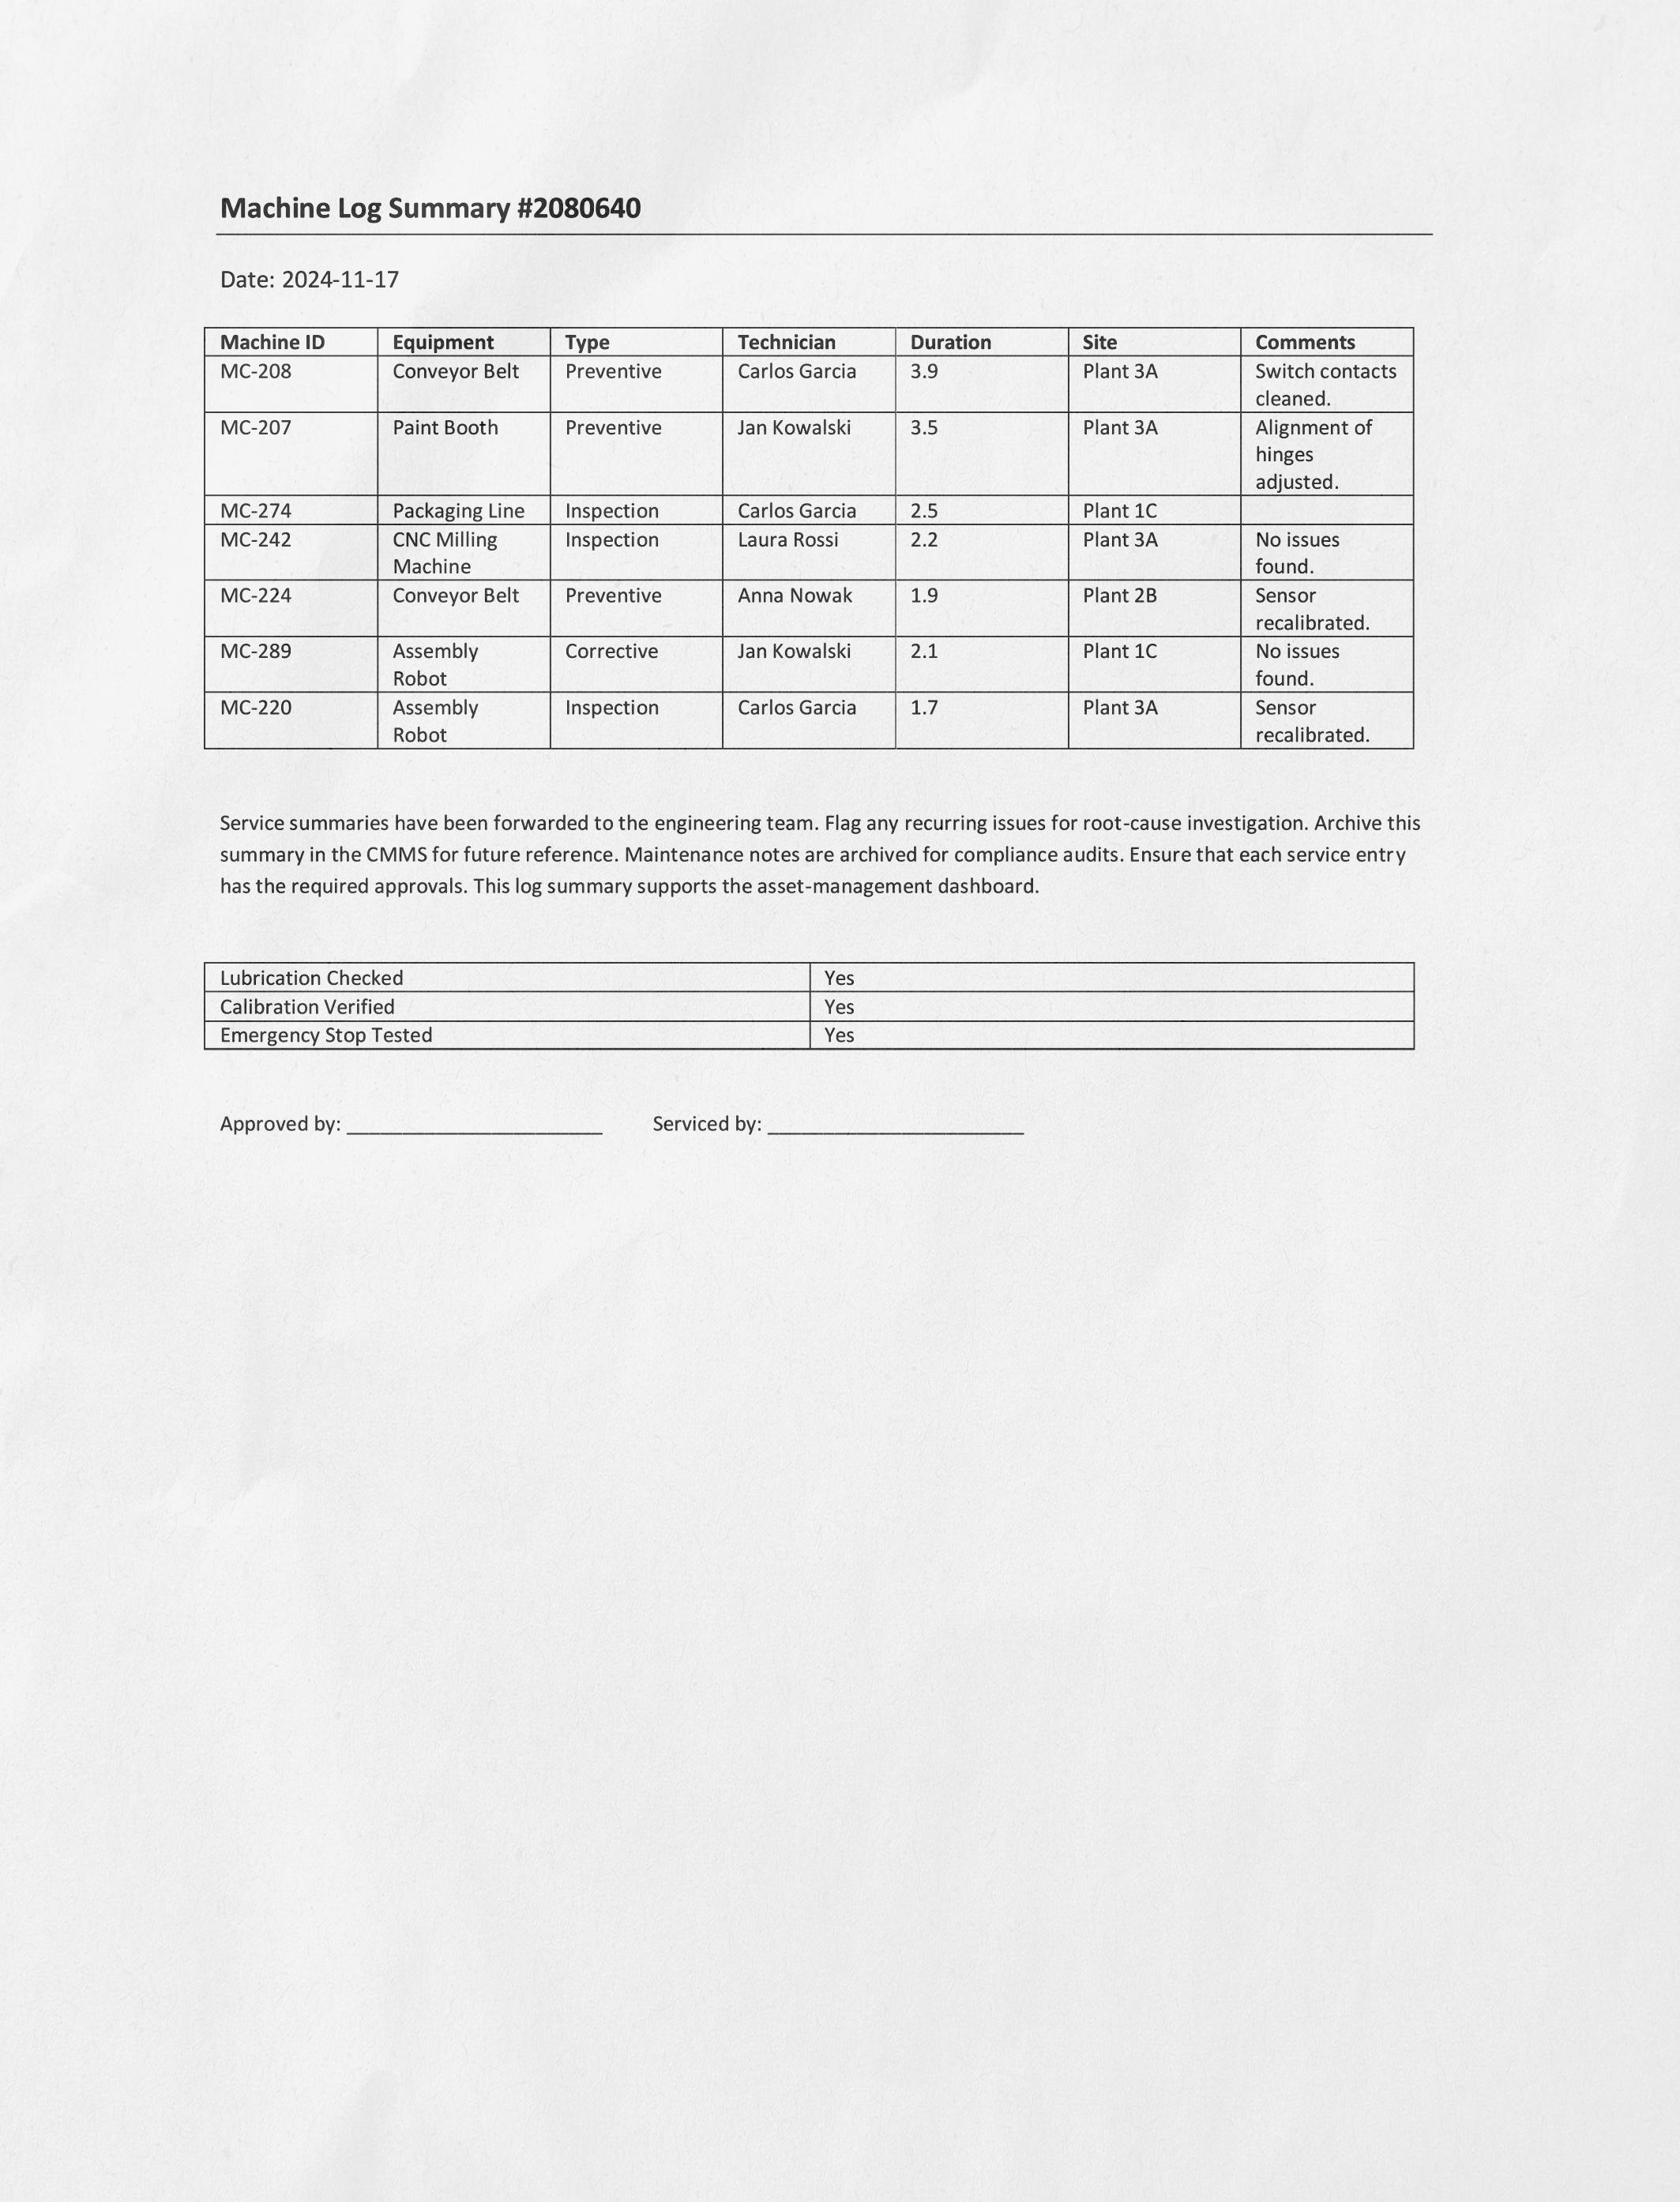 Machine Log Summary #2080640
Date: 2024-11-17
Machine ID Equipment Type Technician Duration Site Comments
MC-208 Conveyor Belt Preventive Carlos Garcia 3.9 Plant 3A Switch contacts
cleaned.
MC-207 Paint Booth Preventive Jan Kowalski 3.5 Plant 3A Alignment of
hinges
adjusted.
MC-274 Packaging Line Inspection Carlos Garcia 2.5 Plant 1C
MC-242 CNC Milling Inspection Laura Rossi 2.2 Plant 3A No issues
Machine found.
MC-224 Conveyor Belt Preventive Anna Nowak 1.9 Plant 2B Sensor
recalibrated.
MC-289 Assembly Corrective Jan Kowalski 2.1 Plant 1C No issues
Robot found.
MC-220 Assembly Inspection Carlos Garcia 1.7 Plant 3A Sensor
Robot recalibrated.
Service summaries have been forwarded to the engineering team. Flag any recurring issues for root-cause investigation. Archive this
summary in the CMMS for future reference. Maintenance notes are archived for compliance audits. Ensure that each service entry
has the required approvals. This log summary supports the asset-management dashboard.
Lubrication Checked Yes
Calibration Verified Yes
Emergency Stop Tested Yes
Approved by: ______________________ Serviced by: ______________________